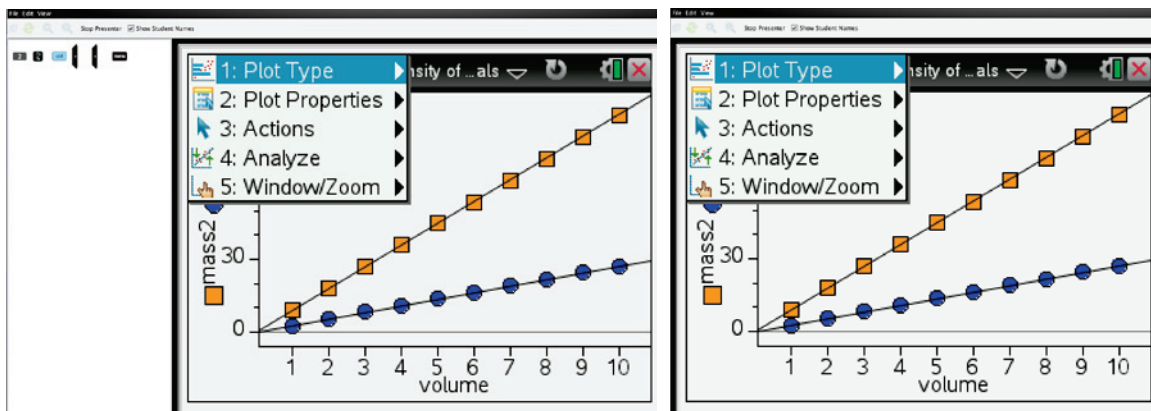 File Edit View
Stop Presenter Show Student Names
1: Plot Type
nsity of ...als
2: Plot Properties
3: Actions
4: Analyze
5: Window/Zoom
mass2
30
0
1 2 3 4 5 6 7 8 9 10
volume
File Edit View
Stop Presenter Show Student Names
1: Plot Type
nsity of ...als
2: Plot Properties
3: Actions
4: Analyze
5: Window/Zoom
mass2
30
0
1 2 3 4 5 6 7 8 9 10
volume